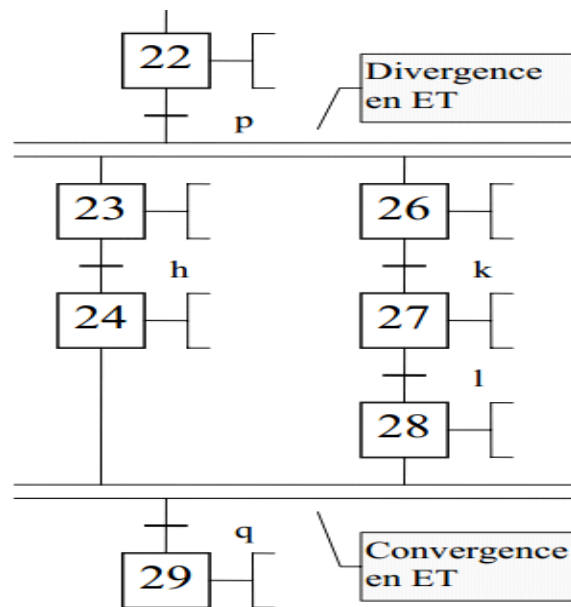 22
Divergence
en ET
p
23
26
h
k
24
27
l
28
q
Convergence
en ET
29